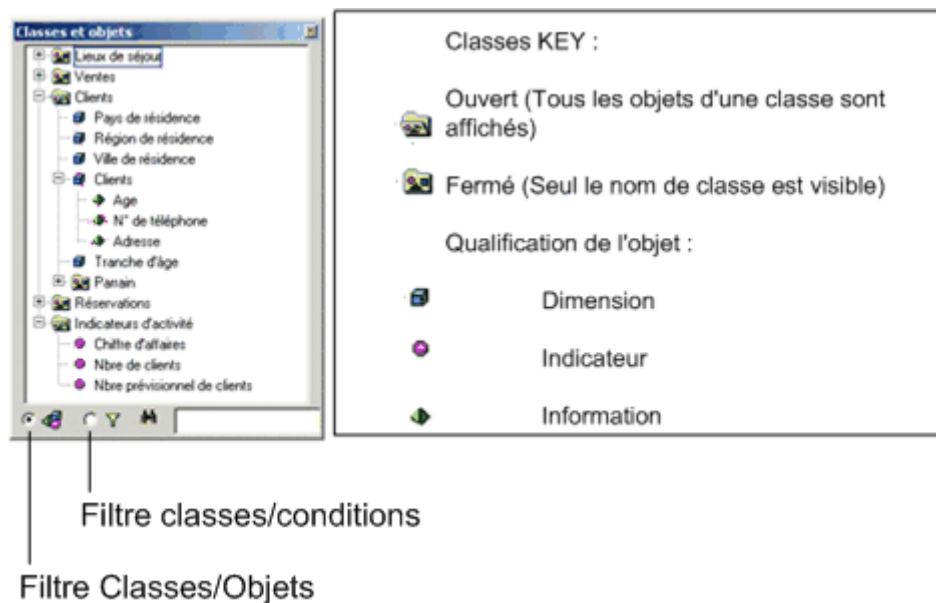 Classes et objets
Lieux de séjour
Ventes
Clients
Pays de résidence
Région de résidence
Ville de résidence
Clients
Age
N° de téléphone
Adresse
Tranche d'âge
Parrain
Réservations
Indicateurs d'activité
Chiffre d'affaires
Nbre de clients
Nbre prévisionnel de clients
Classes KEY :
Ouvert (Tous les objets d'une classe sont
affichés)
Fermé (Seul le nom de classe est visible)
Qualification de l'objet :
Dimension
Indicateur
Information
Filtre classes/conditions
Filtre Classes/Objets